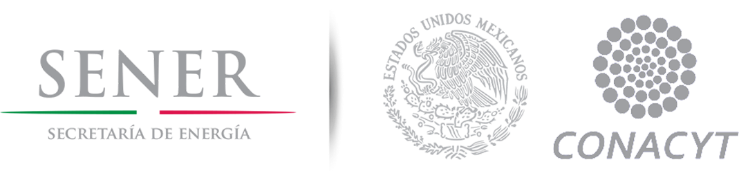 SENER
SECRETARÍA DE ENERGÍA
ESTADOS UNIDOS MEXICANOS
CONACYT